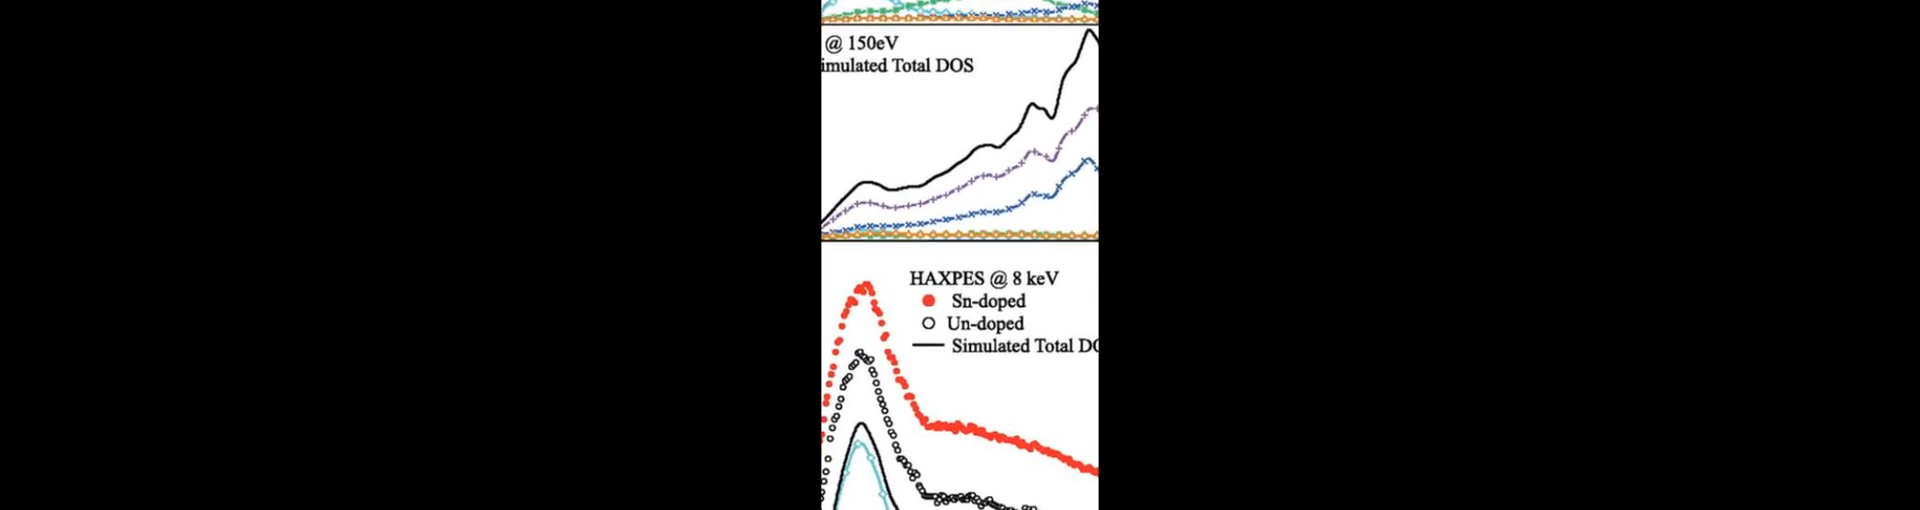 @ 150eV
imulated Total DOS
HAXPES @ 8 keV
Sn-doped
Un-doped
Simulated Total DO